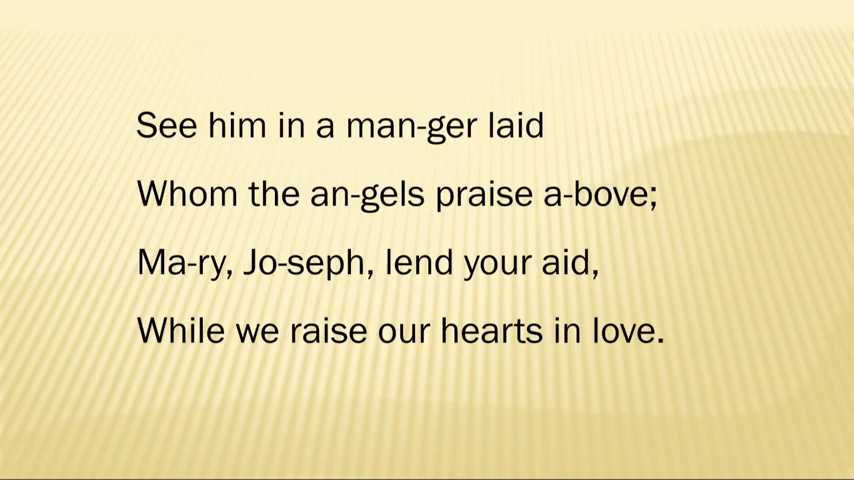 See him in a man-ger laid
Whom the an-gels praise a-bove;
Ma-ry, Jo-seph, lend your aid,
While we raise our hearts in love.